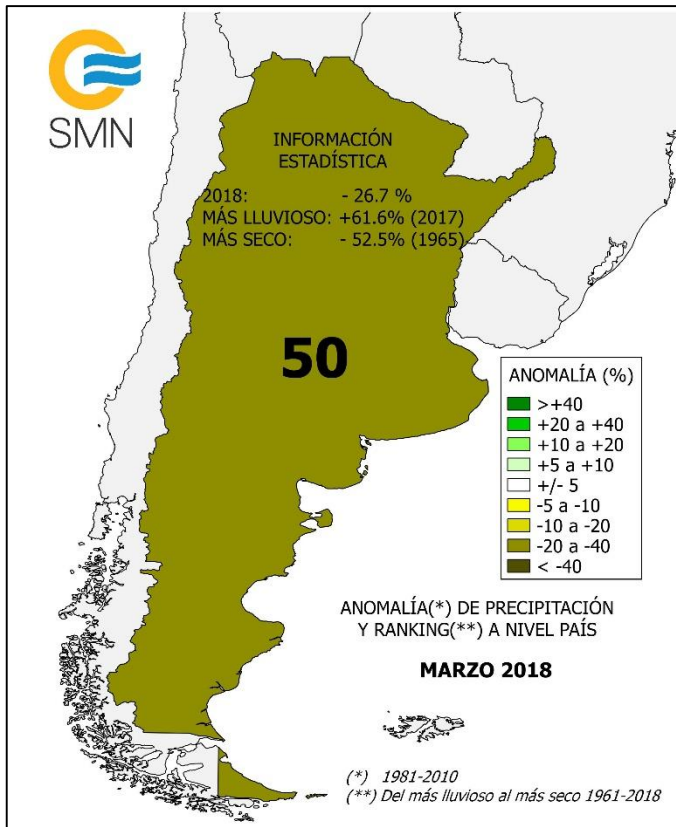 SMN
INFORMACIÓN
ESTADÍSTICA
2018: - 26.7 %
MÁS LLUVIOSO: +61.6% (2017)
MÁS SECO: - 52.5% (1965)
50
ANOMALÍA (%)
>+40
+20 a +40
+10 a +20
+5 a +10
+/- 5
-5 a -10
-10 a -20
-20 a -40
< -40
ANOMALÍA(*) DE PRECIPITACIÓN
Y RANKING(**) A NIVEL PAÍS
MARZO 2018
(*) 1981-2010
(**) Del más lluvioso al más seco 1961-2018